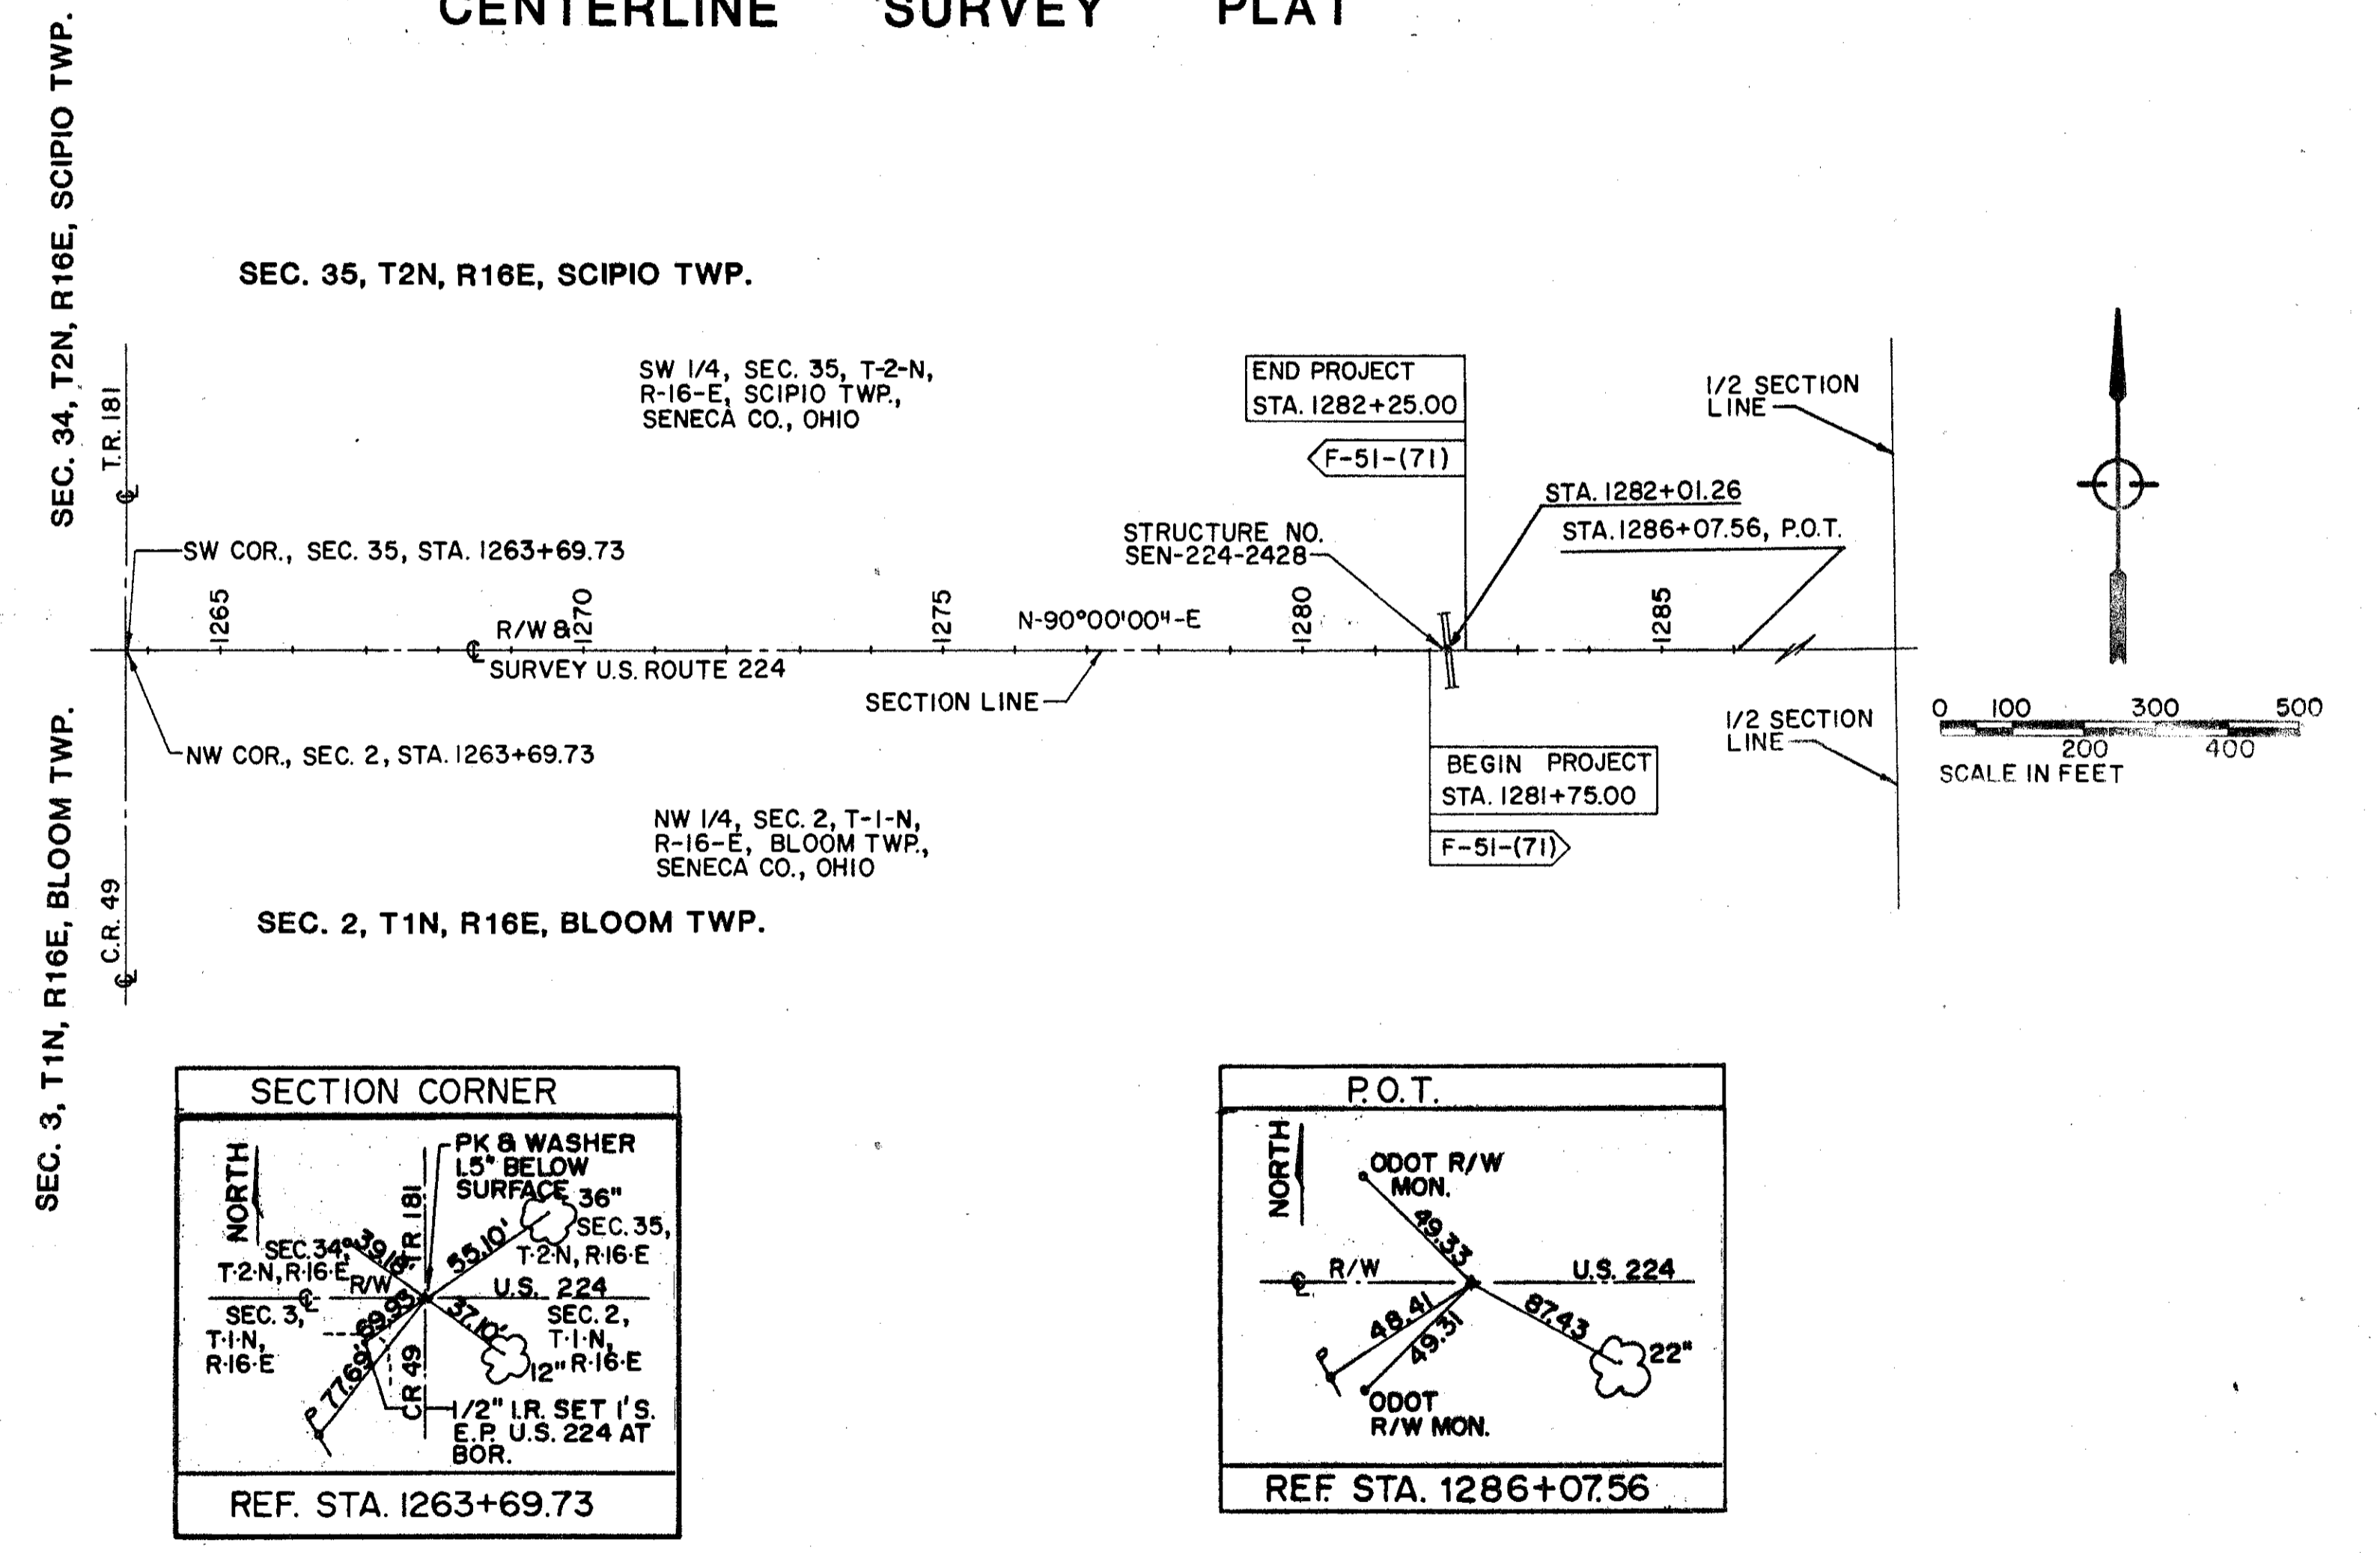 CENTERLINE SURVEY PLAT
SEC. 34, T2N, R16E, SCIPIO TWP.
SEC. 3, T1N, R16E, BLOOM TWP.
SEC. 35, T2N, R16E, SCIPIO TWP.
T.R. 181
SW 1/4, SEC. 35, T-2-N,
R-16-E, SCIPIO TWP.,
SENECA CO., OHIO
END PROJECT
STA. 1282+25.00
F-51-(71)
1/2 SECTION
LINE
STA. 1282+01.26
STA. 1286+07.56, P.O.T.
STRUCTURE NO.
SEN-224-2428
SW COR., SEC. 35, STA. 1263+69.73
1265
1270
1275
1280
1285
N-90°00'00"-E
R/W &
SURVEY U.S. ROUTE 224
SECTION LINE
NW COR., SEC. 2, STA. 1263+69.73
BEGIN PROJECT
STA. 1281+75.00
F-51-(71)
1/2 SECTION
LINE
0 100 300 500
200 400
SCALE IN FEET
NW 1/4, SEC. 2, T-1-N,
R-16-E, BLOOM TWP.,
SENECA CO., OHIO
C.R. 49
SEC. 2, T1N, R16E, BLOOM TWP.
SECTION CORNER
NORTH
PK & WASHER
1.5" BELOW
SURFACE
36"
SEC. 35,
T·2·N, R·16·E
TR. 181
55.10'
SEC. 34,
T·2·N, R·16·E
R/W
U.S. 224
SEC. 3,
T·1·N,
R·16·E
69.93'
37.10'
SEC. 2,
T·1·N,
R·16·E
12"
77.69'
CR 49
1/2" I.R. SET 1' S.
E.P. U.S. 224 AT
BOR.
REF. STA. 1263+69.73
P.O.T.
NORTH
ODOT R/W
MON.
49.33
R/W
U.S. 224
48.41
49.31
87.43
22"
ODOT
R/W MON.
REF. STA. 1286+07.56